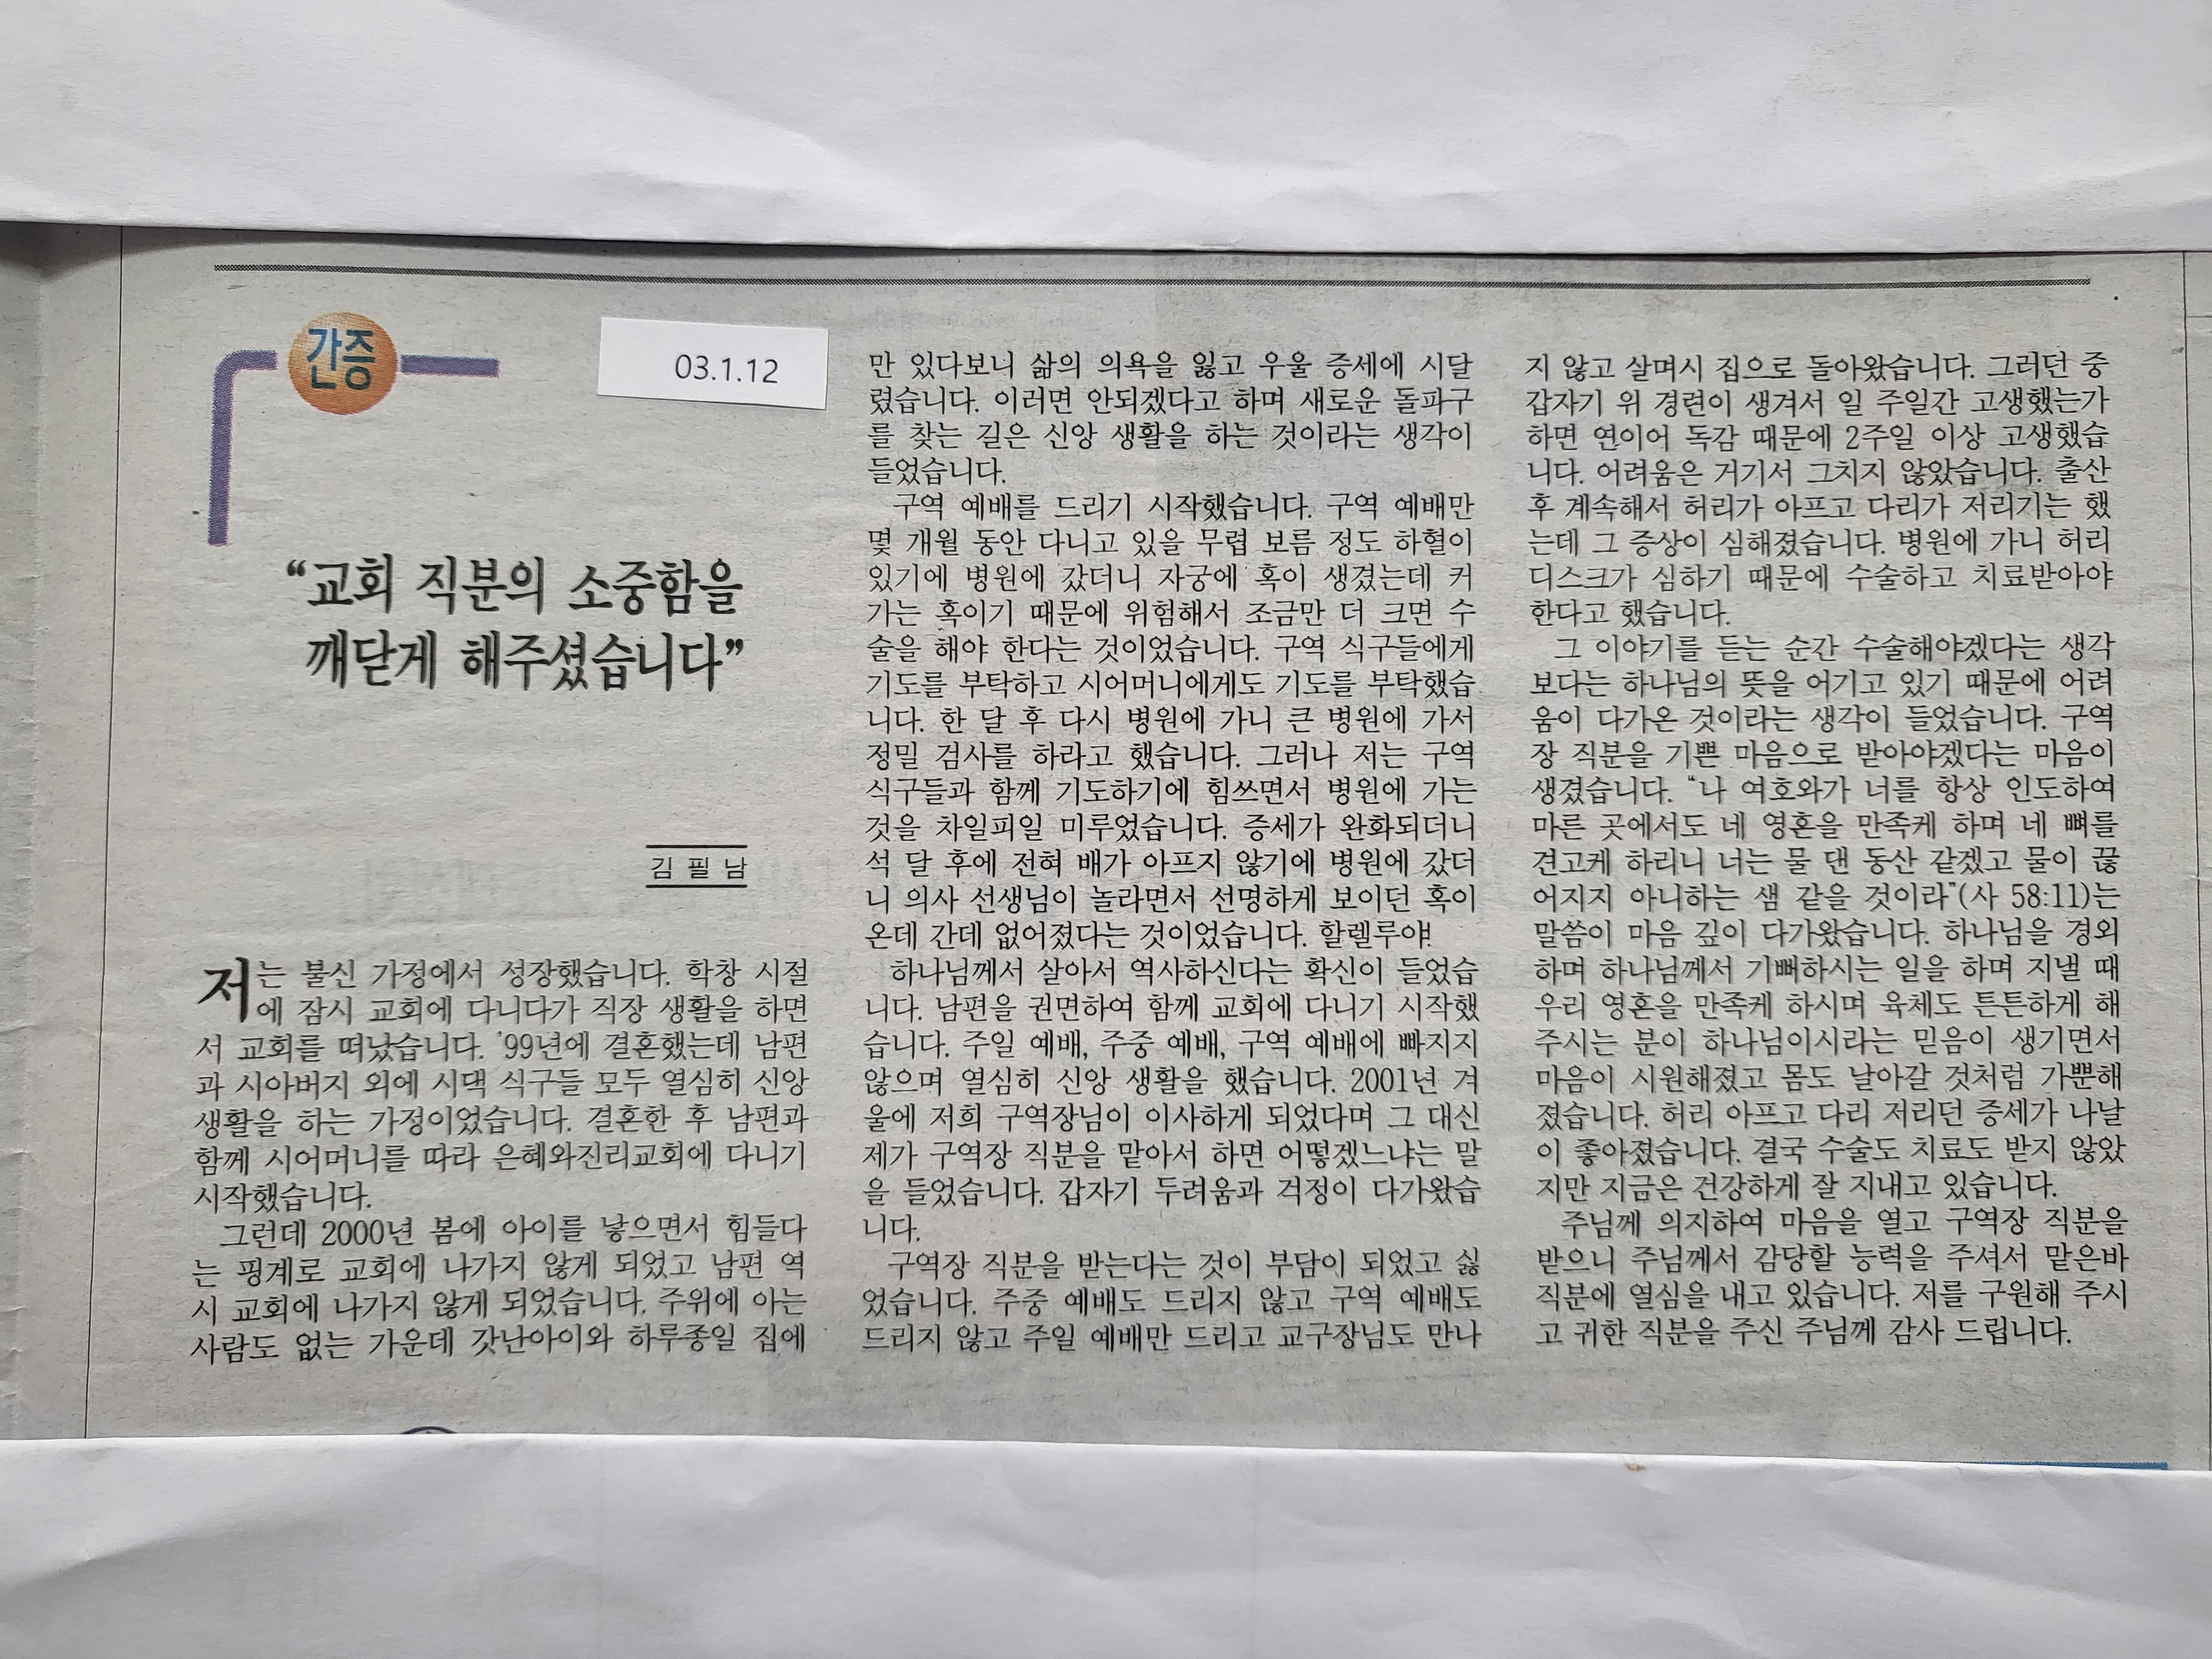 간증
03.1.12
“교회 직분의 소중함을
깨닫게 해주셨습니다”
김필남
저는 불신 가정에서 성장했습니다. 학창 시절
에 잠시 교회에 다니다가 직장 생활을 하면
서 교회를 떠났습니다. '99년에 결혼했는데 남편
과 시아버지 외에 시댁 식구들 모두 열심히 신앙
생활을 하는 가정이었습니다. 결혼한 후 남편과
함께 시어머니를 따라 은혜와진리교회에 다니기
시작했습니다.
그런데 2000년 봄에 아이를 낳으면서 힘들다
는 핑계로 교회에 나가지 않게 되었고 남편 역
시 교회에 나가지 않게 되었습니다. 주위에 아는
사람도 없는 가운데 갓난아이와 하루종일 집에
만 있다보니 삶의 의욕을 잃고 우울 증세에 시달
렸습니다. 이러면 안되겠다고 하며 새로운 돌파구
를 찾는 길은 신앙 생활을 하는 것이라는 생각이
들었습니다.
구역 예배를 드리기 시작했습니다. 구역 예배만
몇 개월 동안 다니고 있을 무렵 보름 정도 하혈이
있기에 병원에 갔더니 자궁에 혹이 생겼는데 커
가는 혹이기 때문에 위험해서 조금만 더 크면 수
술을 해야 한다는 것이었습니다. 구역 식구들에게
기도를 부탁하고 시어머니에게도 기도를 부탁했습
니다. 한 달 후 다시 병원에 가니 큰 병원에 가서
정밀 검사를 하라고 했습니다. 그러나 저는 구역
식구들과 함께 기도하기에 힘쓰면서 병원에 가는
것을 차일피일 미루었습니다. 증세가 완화되더니
석 달 후에 전혀 배가 아프지 않기에 병원에 갔더
니 의사 선생님이 놀라면서 선명하게 보이던 혹이
온데 간데 없어졌다는 것이었습니다. 할렐루야!
하나님께서 살아서 역사하신다는 확신이 들었습
니다. 남편을 권면하여 함께 교회에 다니기 시작했
습니다. 주일 예배, 주중 예배, 구역 예배에 빠지지
않으며 열심히 신앙 생활을 했습니다. 2001년 겨
울에 저희 구역장님이 이사하게 되었다며 그 대신
제가 구역장 직분을 맡아서 하면 어떻겠느냐는 말
을 들었습니다. 갑자기 두려움과 걱정이 다가왔습
니다.
구역장 직분을 받는다는 것이 부담이 되었고 싫
었습니다. 주중 예배도 드리지 않고 구역 예배도
드리지 않고 주일 예배만 드리고 교구장님도 만나
지 않고 살며시 집으로 돌아왔습니다. 그러던 중
갑자기 위 경련이 생겨서 일 주일간 고생했는가
하면 연이어 독감 때문에 2주일 이상 고생했습
니다. 어려움은 거기서 그치지 않았습니다. 출산
후 계속해서 허리가 아프고 다리가 저리기는 했
는데 그 증상이 심해졌습니다. 병원에 가니 허리
디스크가 심하기 때문에 수술하고 치료받아야
한다고 했습니다.
그 이야기를 듣는 순간 수술해야겠다는 생각
보다는 하나님의 뜻을 어기고 있기 때문에 어려
움이 다가온 것이라는 생각이 들었습니다. 구역
장 직분을 기쁜 마음으로 받아야겠다는 마음이
생겼습니다. “나 여호와가 너를 항상 인도하여
마른 곳에서도 네 영혼을 만족케 하며 네 뼈를
견고케 하리니 너는 물 댄 동산 같겠고 물이 끊
어지지 아니하는 샘 같을 것이라”(사 58:11)는
말씀이 마음 깊이 다가왔습니다. 하나님을 경외
하며 하나님께서 기뻐하시는 일을 하며 지낼 때
우리 영혼을 만족케 하시며 육체도 튼튼하게 해
주시는 분이 하나님이시라는 믿음이 생기면서
마음이 시원해졌고 몸도 날아갈 것처럼 가뿐해
졌습니다. 허리 아프고 다리 저리던 증세가 나날
이 좋아졌습니다. 결국 수술도 치료도 받지 않았
지만 지금은 건강하게 잘 지내고 있습니다.
주님께 의지하여 마음을 열고 구역장 직분을
받으니 주님께서 감당할 능력을 주셔서 맡은바
직분에 열심을 내고 있습니다. 저를 구원해 주시
고 귀한 직분을 주신 주님께 감사 드립니다.